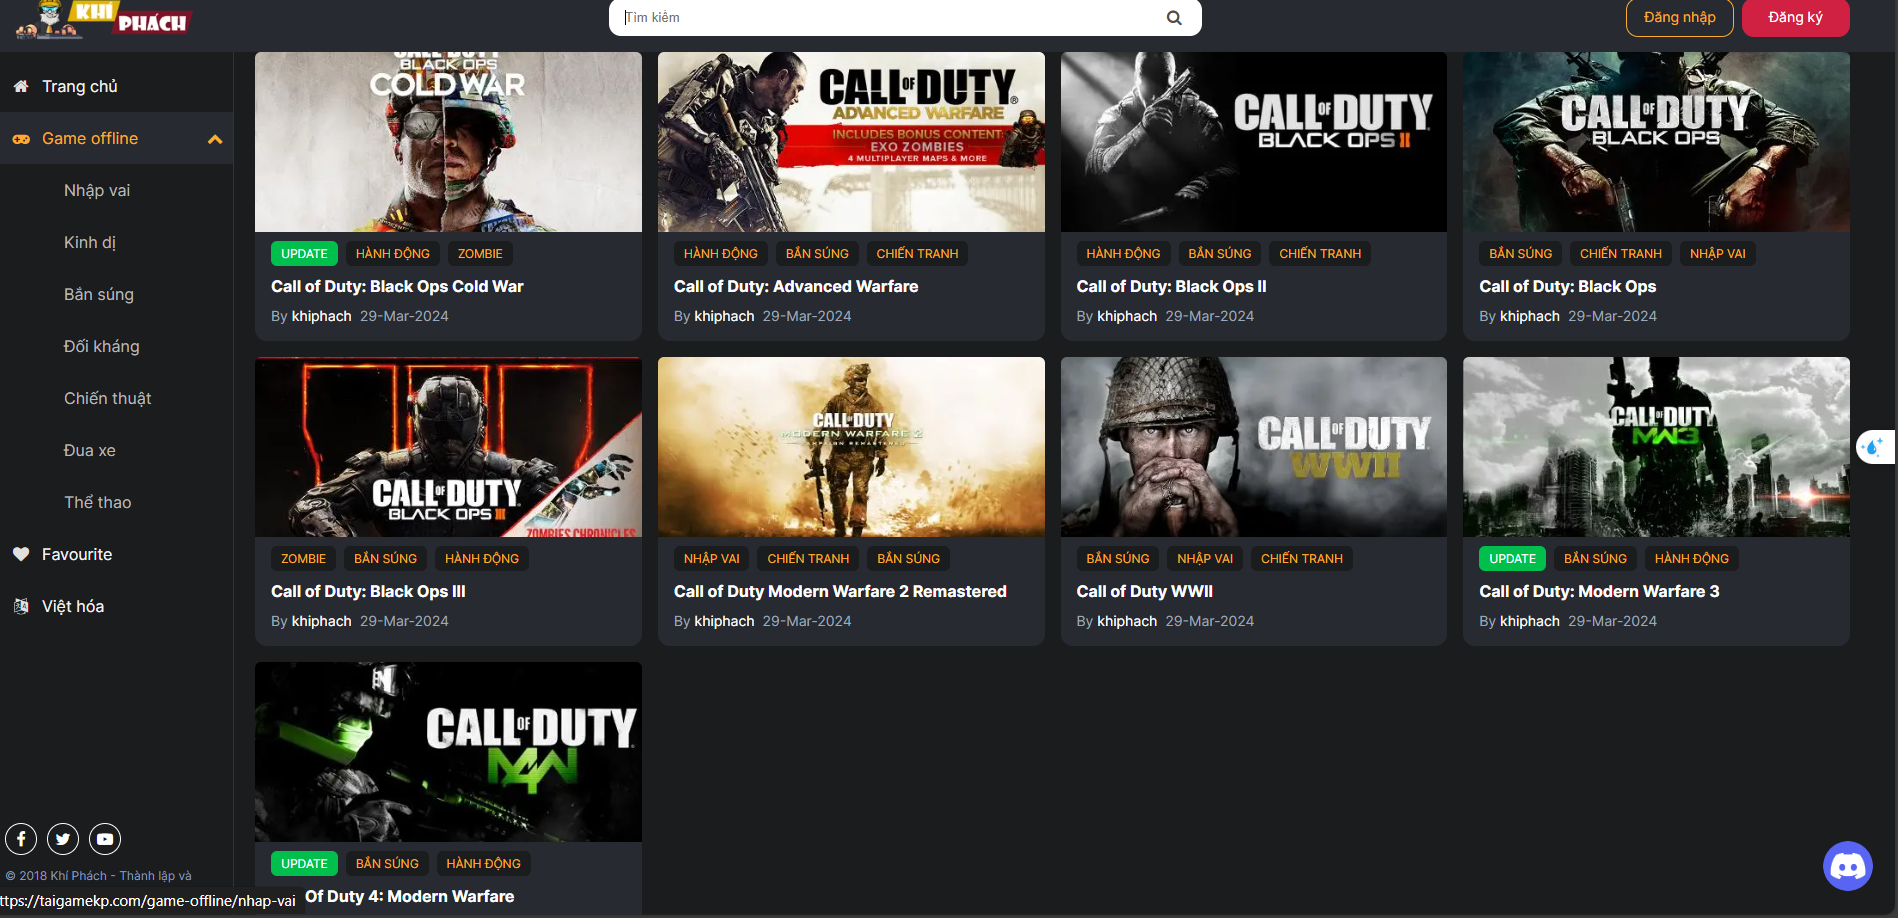 KHÍ
PHÁCH
Tìm kiếm
Đăng nhập
Đăng ký
Trang chủ
Game offline
Nhập vai
Kinh dị
Bắn súng
Đối kháng
Chiến thuật
Đua xe
Thể thao
Favourite
Việt hóa
BLACK OPS
COLD WAR
UPDATE HÀNH ĐỘNG ZOMBIE
Call of Duty: Black Ops Cold War
By khiphach 29-Mar-2024
CALL OF DUTY®
ADVANCED WARFARE
INCLUDES BONUS CONTENT:
EXO ZOMBIES
4 MULTIPLAYER MAPS & MORE
HÀNH ĐỘNG BẮN SÚNG CHIẾN TRANH
Call of Duty: Advanced Warfare
By khiphach 29-Mar-2024
CALL OF DUTY
BLACK OPS II
HÀNH ĐỘNG BẮN SÚNG CHIẾN TRANH
Call of Duty: Black Ops II
By khiphach 29-Mar-2024
CALL OF DUTY
BLACK OPS
BẮN SÚNG CHIẾN TRANH NHẬP VAI
Call of Duty: Black Ops
By khiphach 29-Mar-2024
CALL OF DUTY
BLACK OPS III
ZOMBIES CHRONICLES
ZOMBIE BẮN SÚNG HÀNH ĐỘNG
Call of Duty: Black Ops III
By khiphach 29-Mar-2024
CALL OF DUTY
MODERN WARFARE 2
CAMPAIGN REMASTERED
NHẬP VAI CHIẾN TRANH BẮN SÚNG
Call of Duty Modern Warfare 2 Remastered
By khiphach 29-Mar-2024
CALL OF DUTY
WWII
BẮN SÚNG NHẬP VAI CHIẾN TRANH
Call of Duty WWII
By khiphach 29-Mar-2024
CALL OF DUTY
MW3
UPDATE BẮN SÚNG HÀNH ĐỘNG
Call of Duty: Modern Warfare 3
By khiphach 29-Mar-2024
CALL OF DUTY
M4W
UPDATE BẮN SÚNG HÀNH ĐỘNG
Of Duty 4: Modern Warfare
© 2018 Khí Phách - Thành lập và
ttps://taigamekp.com/game-offline/nhap-vai